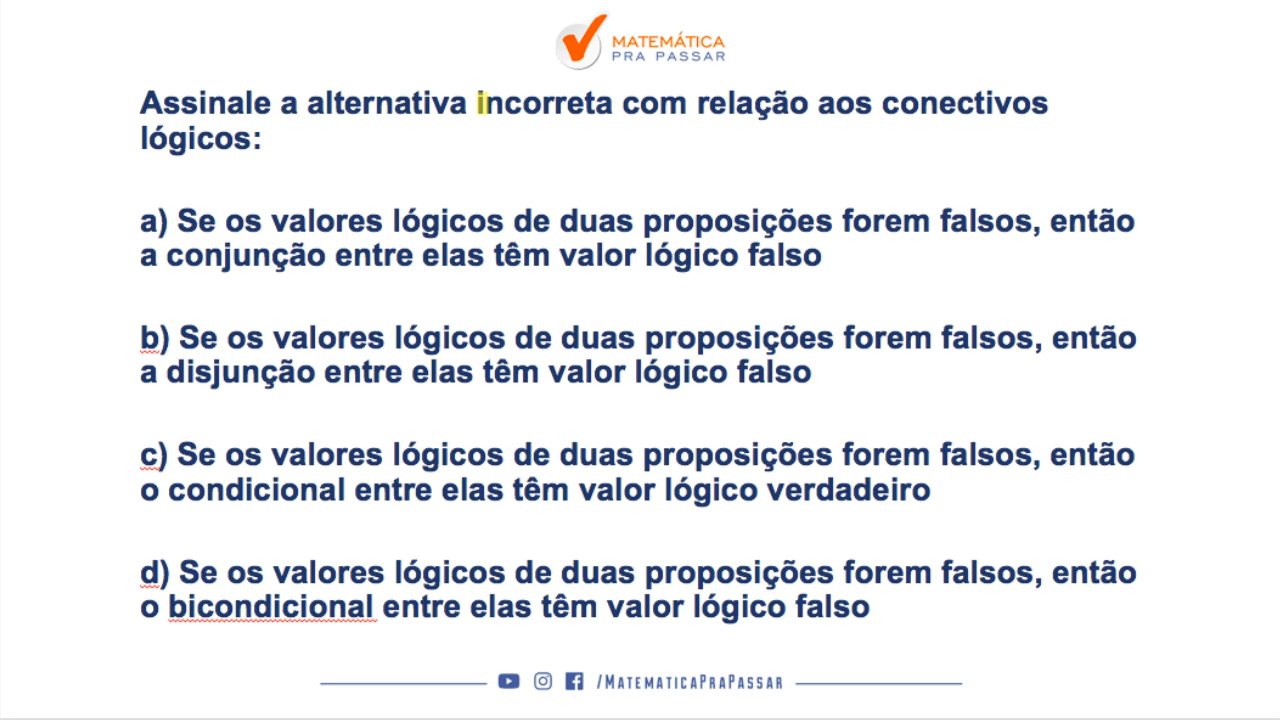 MATEMÁTICA
PRA PASSAR
Assinale a alternativa incorreta com relação aos conectivos
lógicos:
a) Se os valores lógicos de duas proposições forem falsos, então
a conjunção entre elas têm valor lógico falso
b) Se os valores lógicos de duas proposições forem falsos, então
a disjunção entre elas têm valor lógico falso
c) Se os valores lógicos de duas proposições forem falsos, então
o condicional entre elas têm valor lógico verdadeiro
d) Se os valores lógicos de duas proposições forem falsos, então
o bicondicional entre elas têm valor lógico falso
/MATEMATICAPRAPASSAR